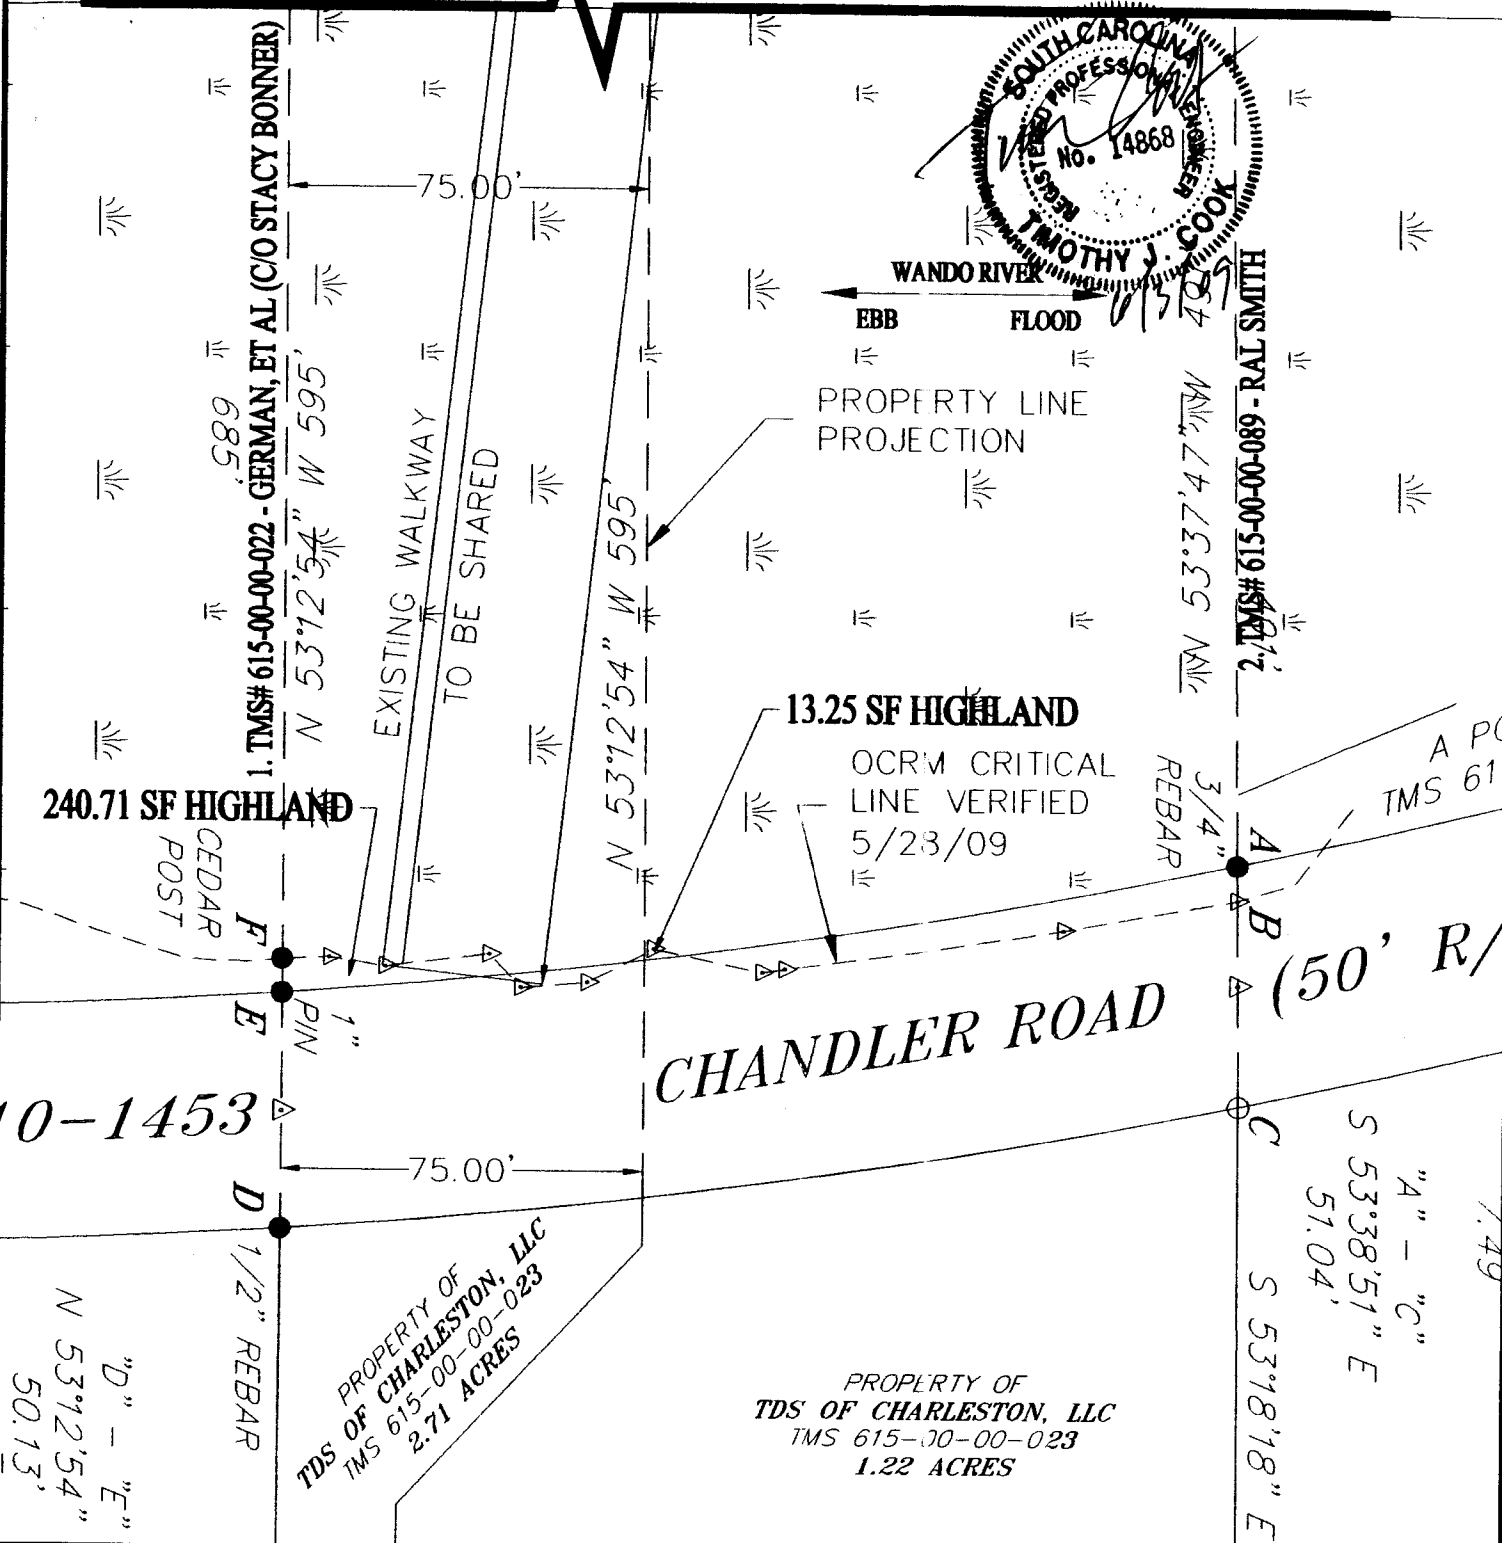 1. TMS# 615-00-00-022 - GERMAN, ET AL (C/O STACY BONNER)
N 53°12'54" W 595'
685'
75.00'
EXISTING WALKWAY
TO BE SHARED
N 53°12'54" W 595'
SOUTH CAROLINA
REGISTERED PROFESSIONAL ENGINEER
No. 14868
TIMOTHY J. COOK
WANDO RIVER
EBB
FLOOD
PROPERTY LINE
PROJECTION
2. TMS# 615-00-00-089 - RAL SMITH
13.25 SF HIGHLAND
OCRM CRITICAL
LINE VERIFIED
5/28/09
240.71 SF HIGHLAND
CEDAR
POST
3/4"
REBAR
A
B
C
D
E
F
A PO
TMS 61
1"
PIN
CHANDLER ROAD
(50' R/
10-1453
75.00'
1/2" REBAR
"D" - "E"
N 53°12'54"
50.13'
PROPERTY OF
TDS OF CHARLESTON, LLC
TMS 615-00-00-023
2.71 ACRES
PROPERTY OF
TDS OF CHARLESTON, LLC
TMS 615-00-00-023
1.22 ACRES
"A" - "C"
S 53°38'51" E
51.04'
S 53°18'18" E
7.49